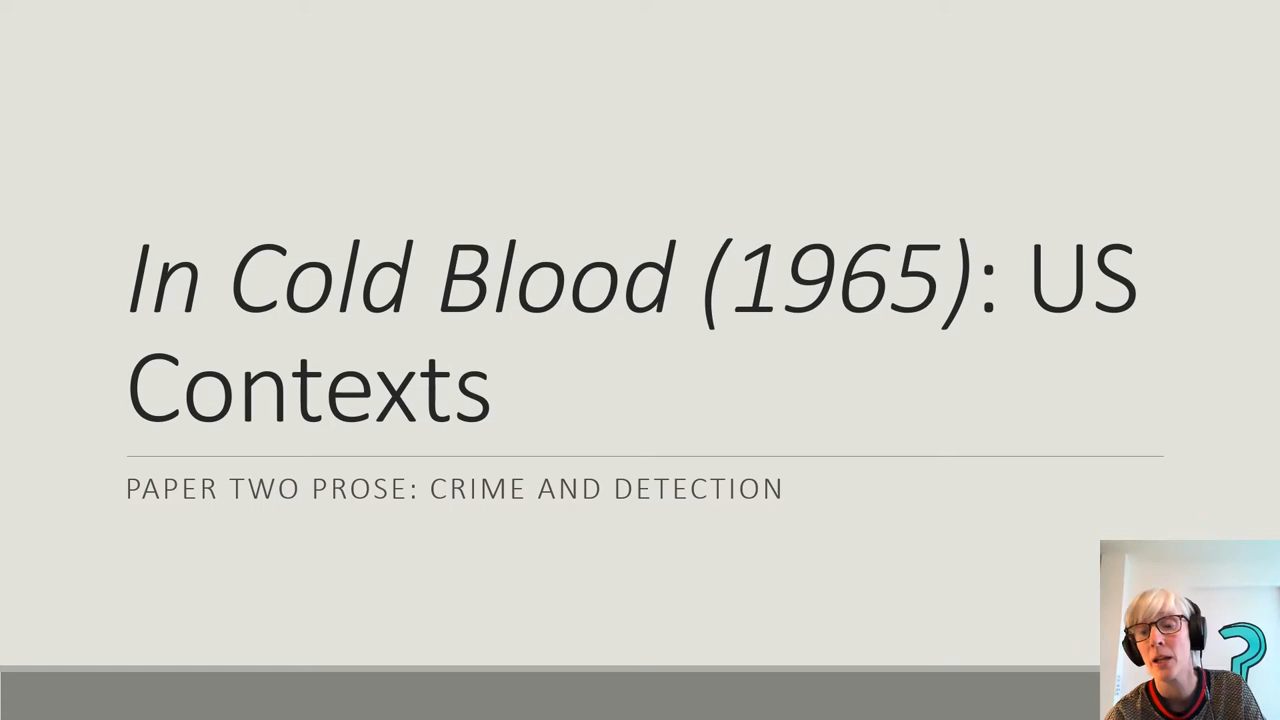 In Cold Blood (1965): US
Contexts
PAPER TWO PROSE: CRIME AND DETECTION
?